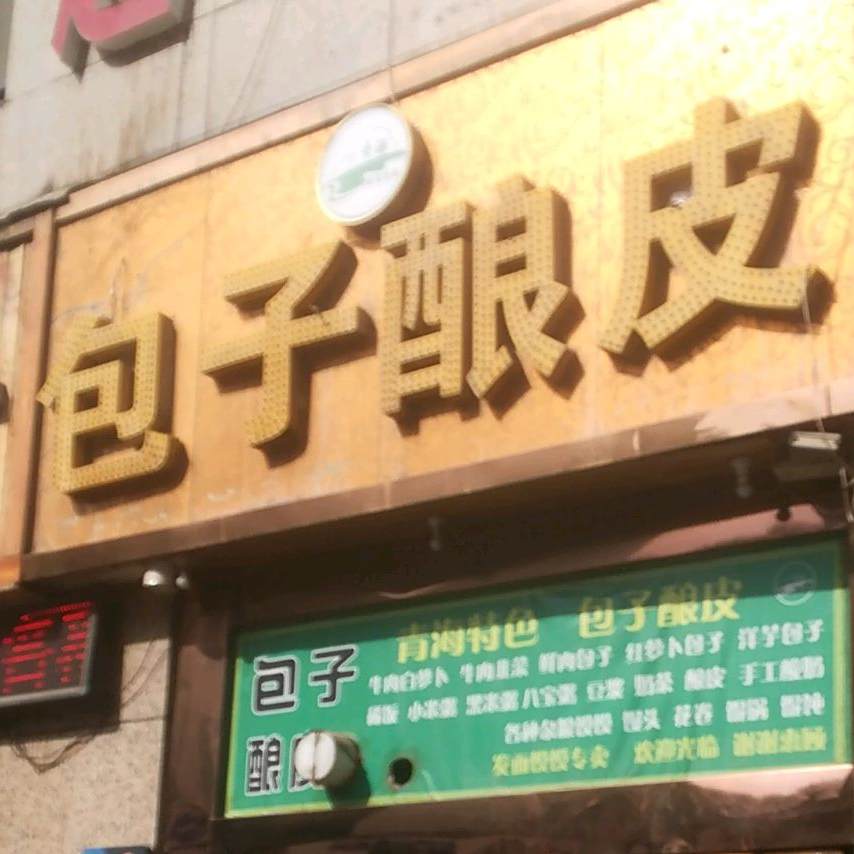 包子酿皮
青海特色 包子酿皮
包子
酿皮
牛肉白萝卜 牛肉韭菜 鲜肉包子 红萝卜包子 洋芋包子
稀饭 小米粥 黑米粥 八宝粥 豆浆 奶茶 酿皮 手工酸奶
各种杂粮馍馍 馒头 花卷 锟锅
发面馍馍专卖 欢迎光临 谢谢惠顾